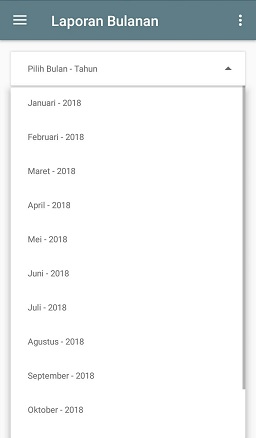 Laporan Bulanan
Pilih Bulan - Tahun
Januari - 2018
Februari - 2018
Maret - 2018
April - 2018
Mei - 2018
Juni - 2018
Juli - 2018
Agustus - 2018
September - 2018
Oktober - 2018